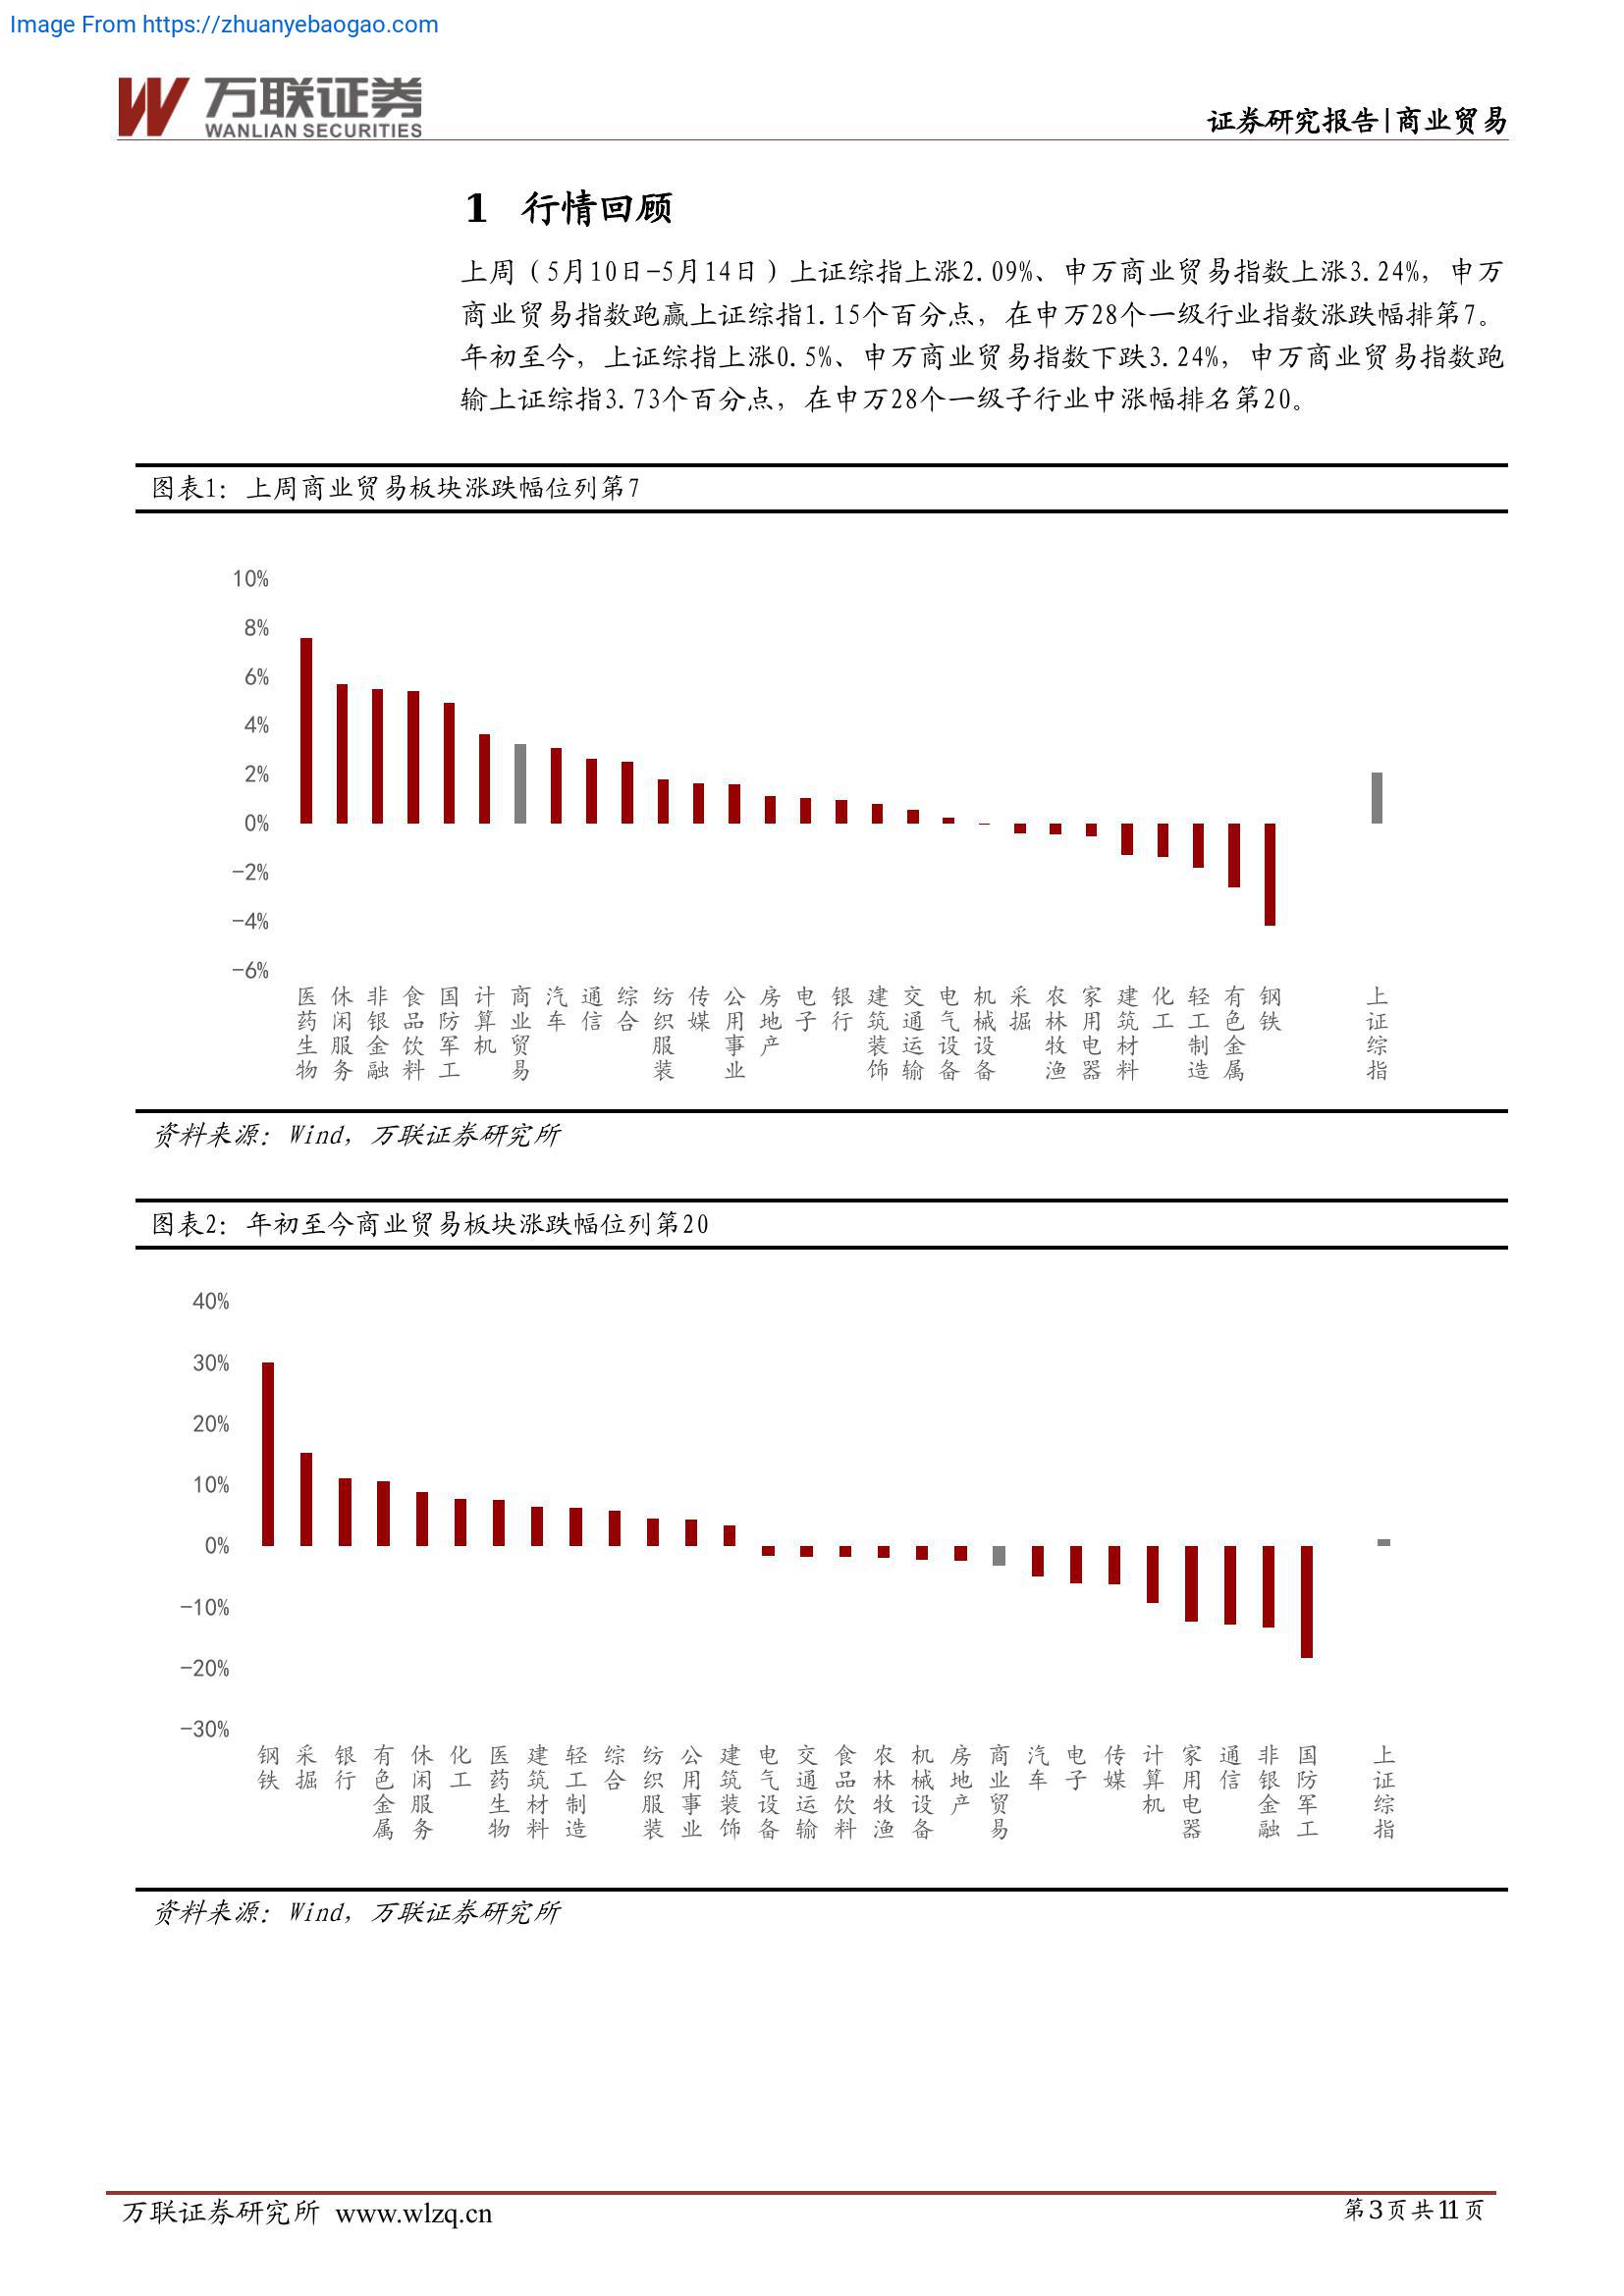 Image From https://zhuanyebaogao.com
万联证券
WANLIAN SECURITIES
证券研究报告|商业贸易
1 行情回顾
上周（5月10日-5月14日）上证综指上涨2.09%、申万商业贸易指数上涨3.24%，申万
商业贸易指数跑赢上证综指1.15个百分点，在申万28个一级行业指数涨跌幅排第7。
年初至今，上证综指上涨0.5%、申万商业贸易指数下跌3.24%，申万商业贸易指数跑
输上证综指3.73个百分点，在申万28个一级子行业中涨幅排名第20。
图表1：上周商业贸易板块涨跌幅位列第7
10%
8%
6%
4%
2%
0%
-2%
-4%
-6%
医药生物
休闲服务
非银金融
食品饮料
国防军工
计算机
商业贸易
汽车
通信
综合
纺织服装
传媒
公用事业
房地产
电子
银行
建筑装饰
交通运输
电气设备
机械设备
采掘
农林牧渔
家用电器
建筑材料
化工
轻工制造
有色金属
钢铁
上证综指
资料来源：Wind，万联证券研究所
图表2：年初至今商业贸易板块涨跌幅位列第20
40%
30%
20%
10%
0%
-10%
-20%
-30%
钢铁
采掘
银行
有色金属
休闲服务
化工
医药生物
建筑材料
轻工制造
综合
纺织服装
公用事业
建筑装饰
电气设备
交通运输
食品饮料
农林牧渔
机械设备
房地产
商业贸易
汽车
电子
传媒
计算机
家用电器
通信
非银金融
国防军工
上证综指
资料来源：Wind，万联证券研究所
万联证券研究所 www.wlzq.cn
第3页共11页